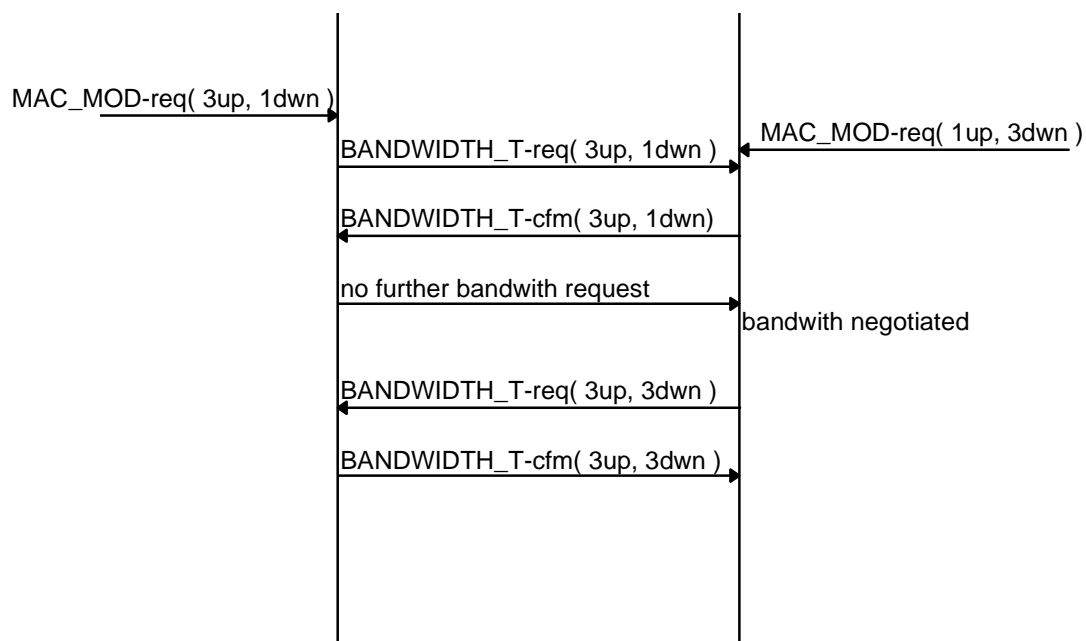 MAC_MOD-req( 3up, 1dwn )
MAC_MOD-req( 1up, 3dwn )
BANDWIDTH_T-req( 3up, 1dwn )
BANDWIDTH_T-cfm( 3up, 1dwn)
no further bandwith request
bandwith negotiated
BANDWIDTH_T-req( 3up, 3dwn )
BANDWIDTH_T-cfm( 3up, 3dwn )